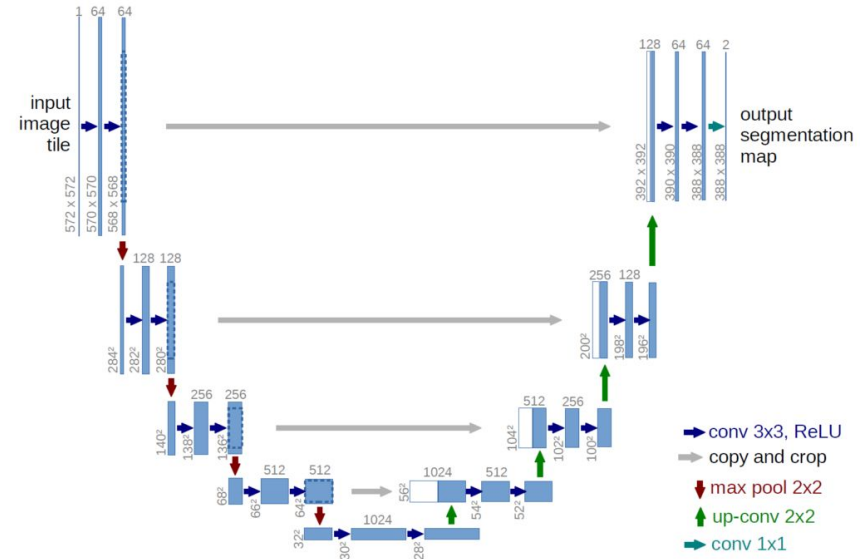 1 64 64
input
image
tile
572 x 572
570 x 570
568 x 568
128 64 64 2
output
segmentation
map
392 x 392
390 x 390
388 x 388
388 x 388
128 128
284²
282²
280²
256 128
200²
198²
196²
256 256
140²
138²
136²
512 256
104²
102²
100²
512 512
68²
66²
64²
1024 512
56²
54²
52²
1024
32²
30²
28²
conv 3x3, ReLU
copy and crop
max pool 2x2
up-conv 2x2
conv 1x1